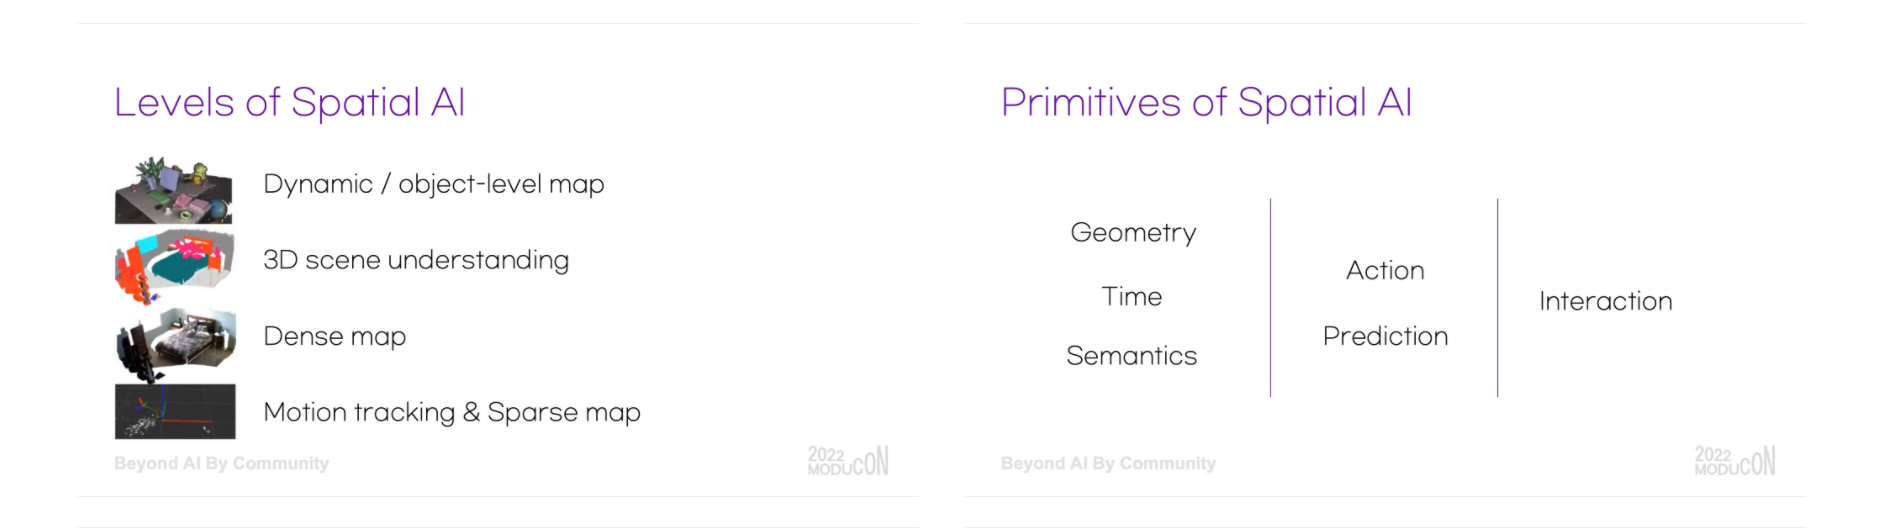 Levels of Spatial AI
Dynamic / object-level map
3D scene understanding
Dense map
Motion tracking & Sparse map
Beyond AI By Community
2022
MODUCON
Primitives of Spatial AI
Geometry
Time
Semantics
Action
Prediction
Interaction
Beyond AI By Community
2022
MODUCON